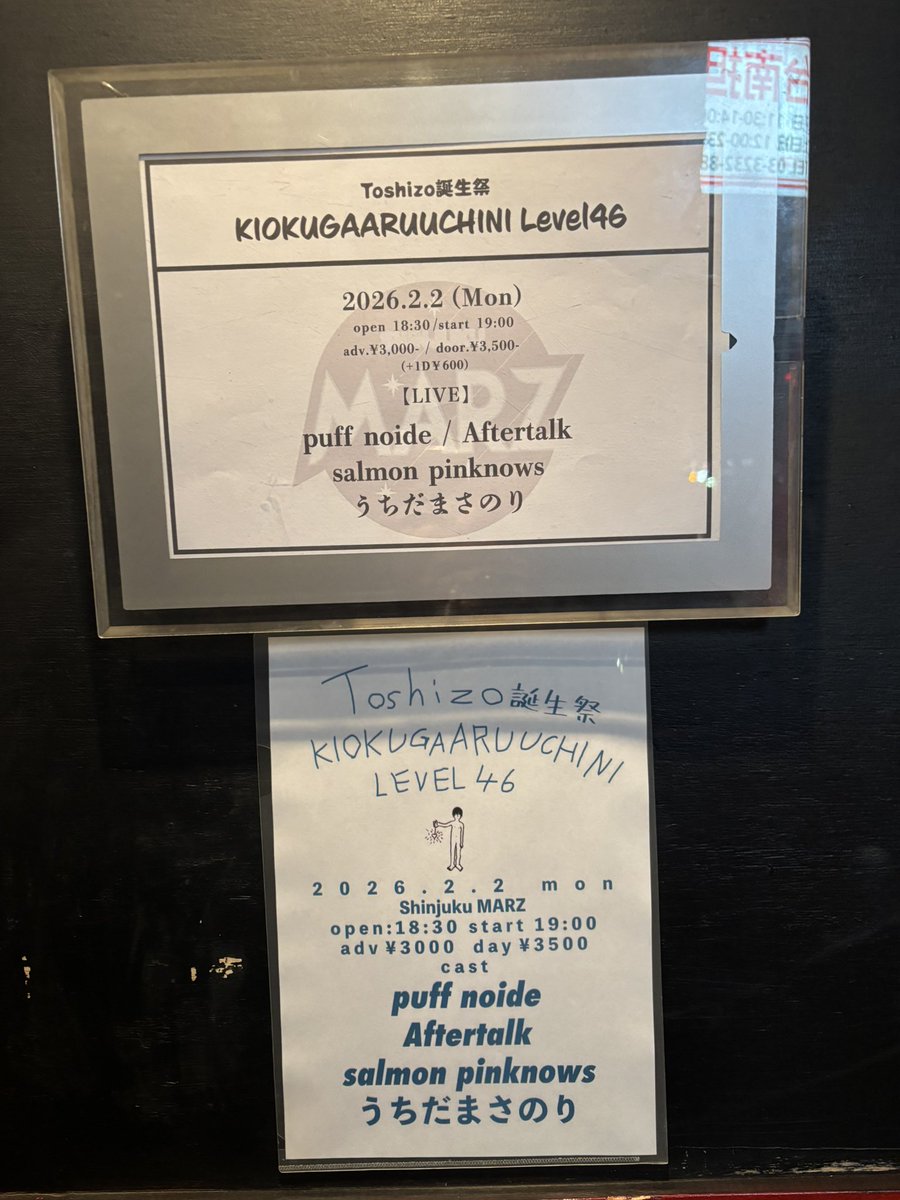 Toshizo誕生祭
KIOKUGAARUUCHINI Level46
2026.2.2 (Mon)
open 18:30/start 19:00
adv.¥3,000- / door.¥3,500-
(+1D¥600)
【LIVE】
puff noide / Aftertalk
salmon pinknows
うちだまさのり
MARZ
Toshizo誕生祭
KIOKUGAARUUCHINI
LEVEL 46
2026.2.2 mon
Shinjuku MARZ
open:18:30 start 19:00
adv ¥3000 day ¥3500
cast
puff noide
Aftertalk
salmon pinknows
うちだまさのり